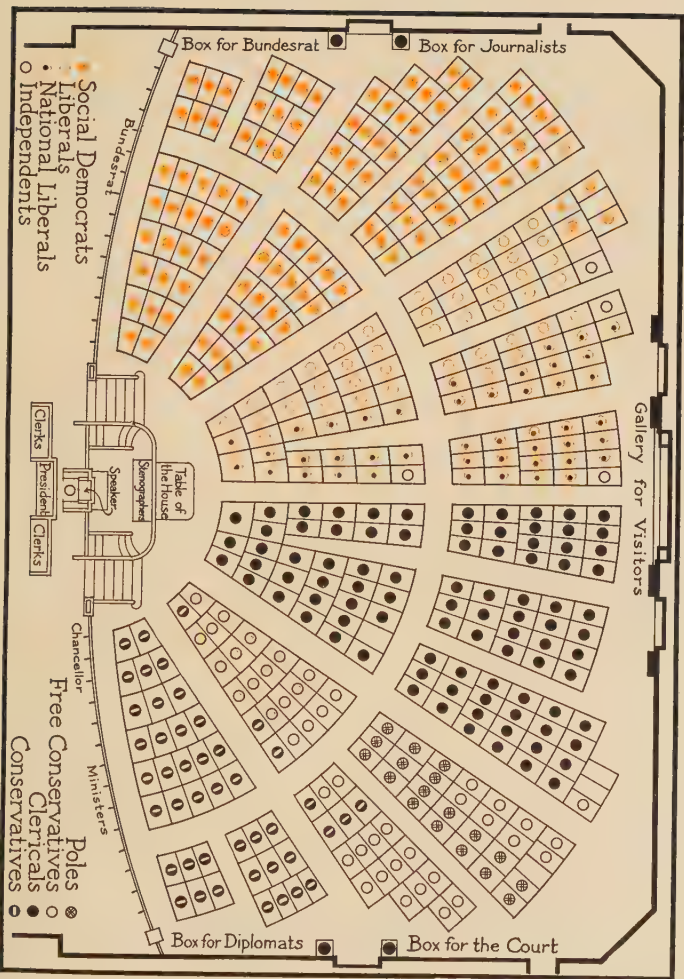 Box for Bundesrat
Box for Journalists
Social Democrats
Liberals
National Liberals
Independents
Bundesrat
Gallery for Visitors
Table of
the House
Stenographers
Speaker
Clerks
President
Clerks
Chancellor
Ministers
Poles
Free Conservatives
Clericals
Conservatives
Box for Diplomats
Box for the Court